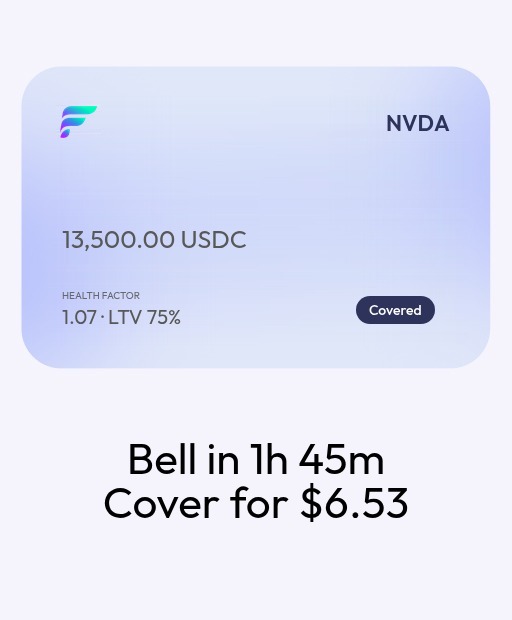 NVDA
13,500.00 USDC
HEALTH FACTOR
1.07 · LTV 75%
Covered
Bell in 1h 45m
Cover for $6.53